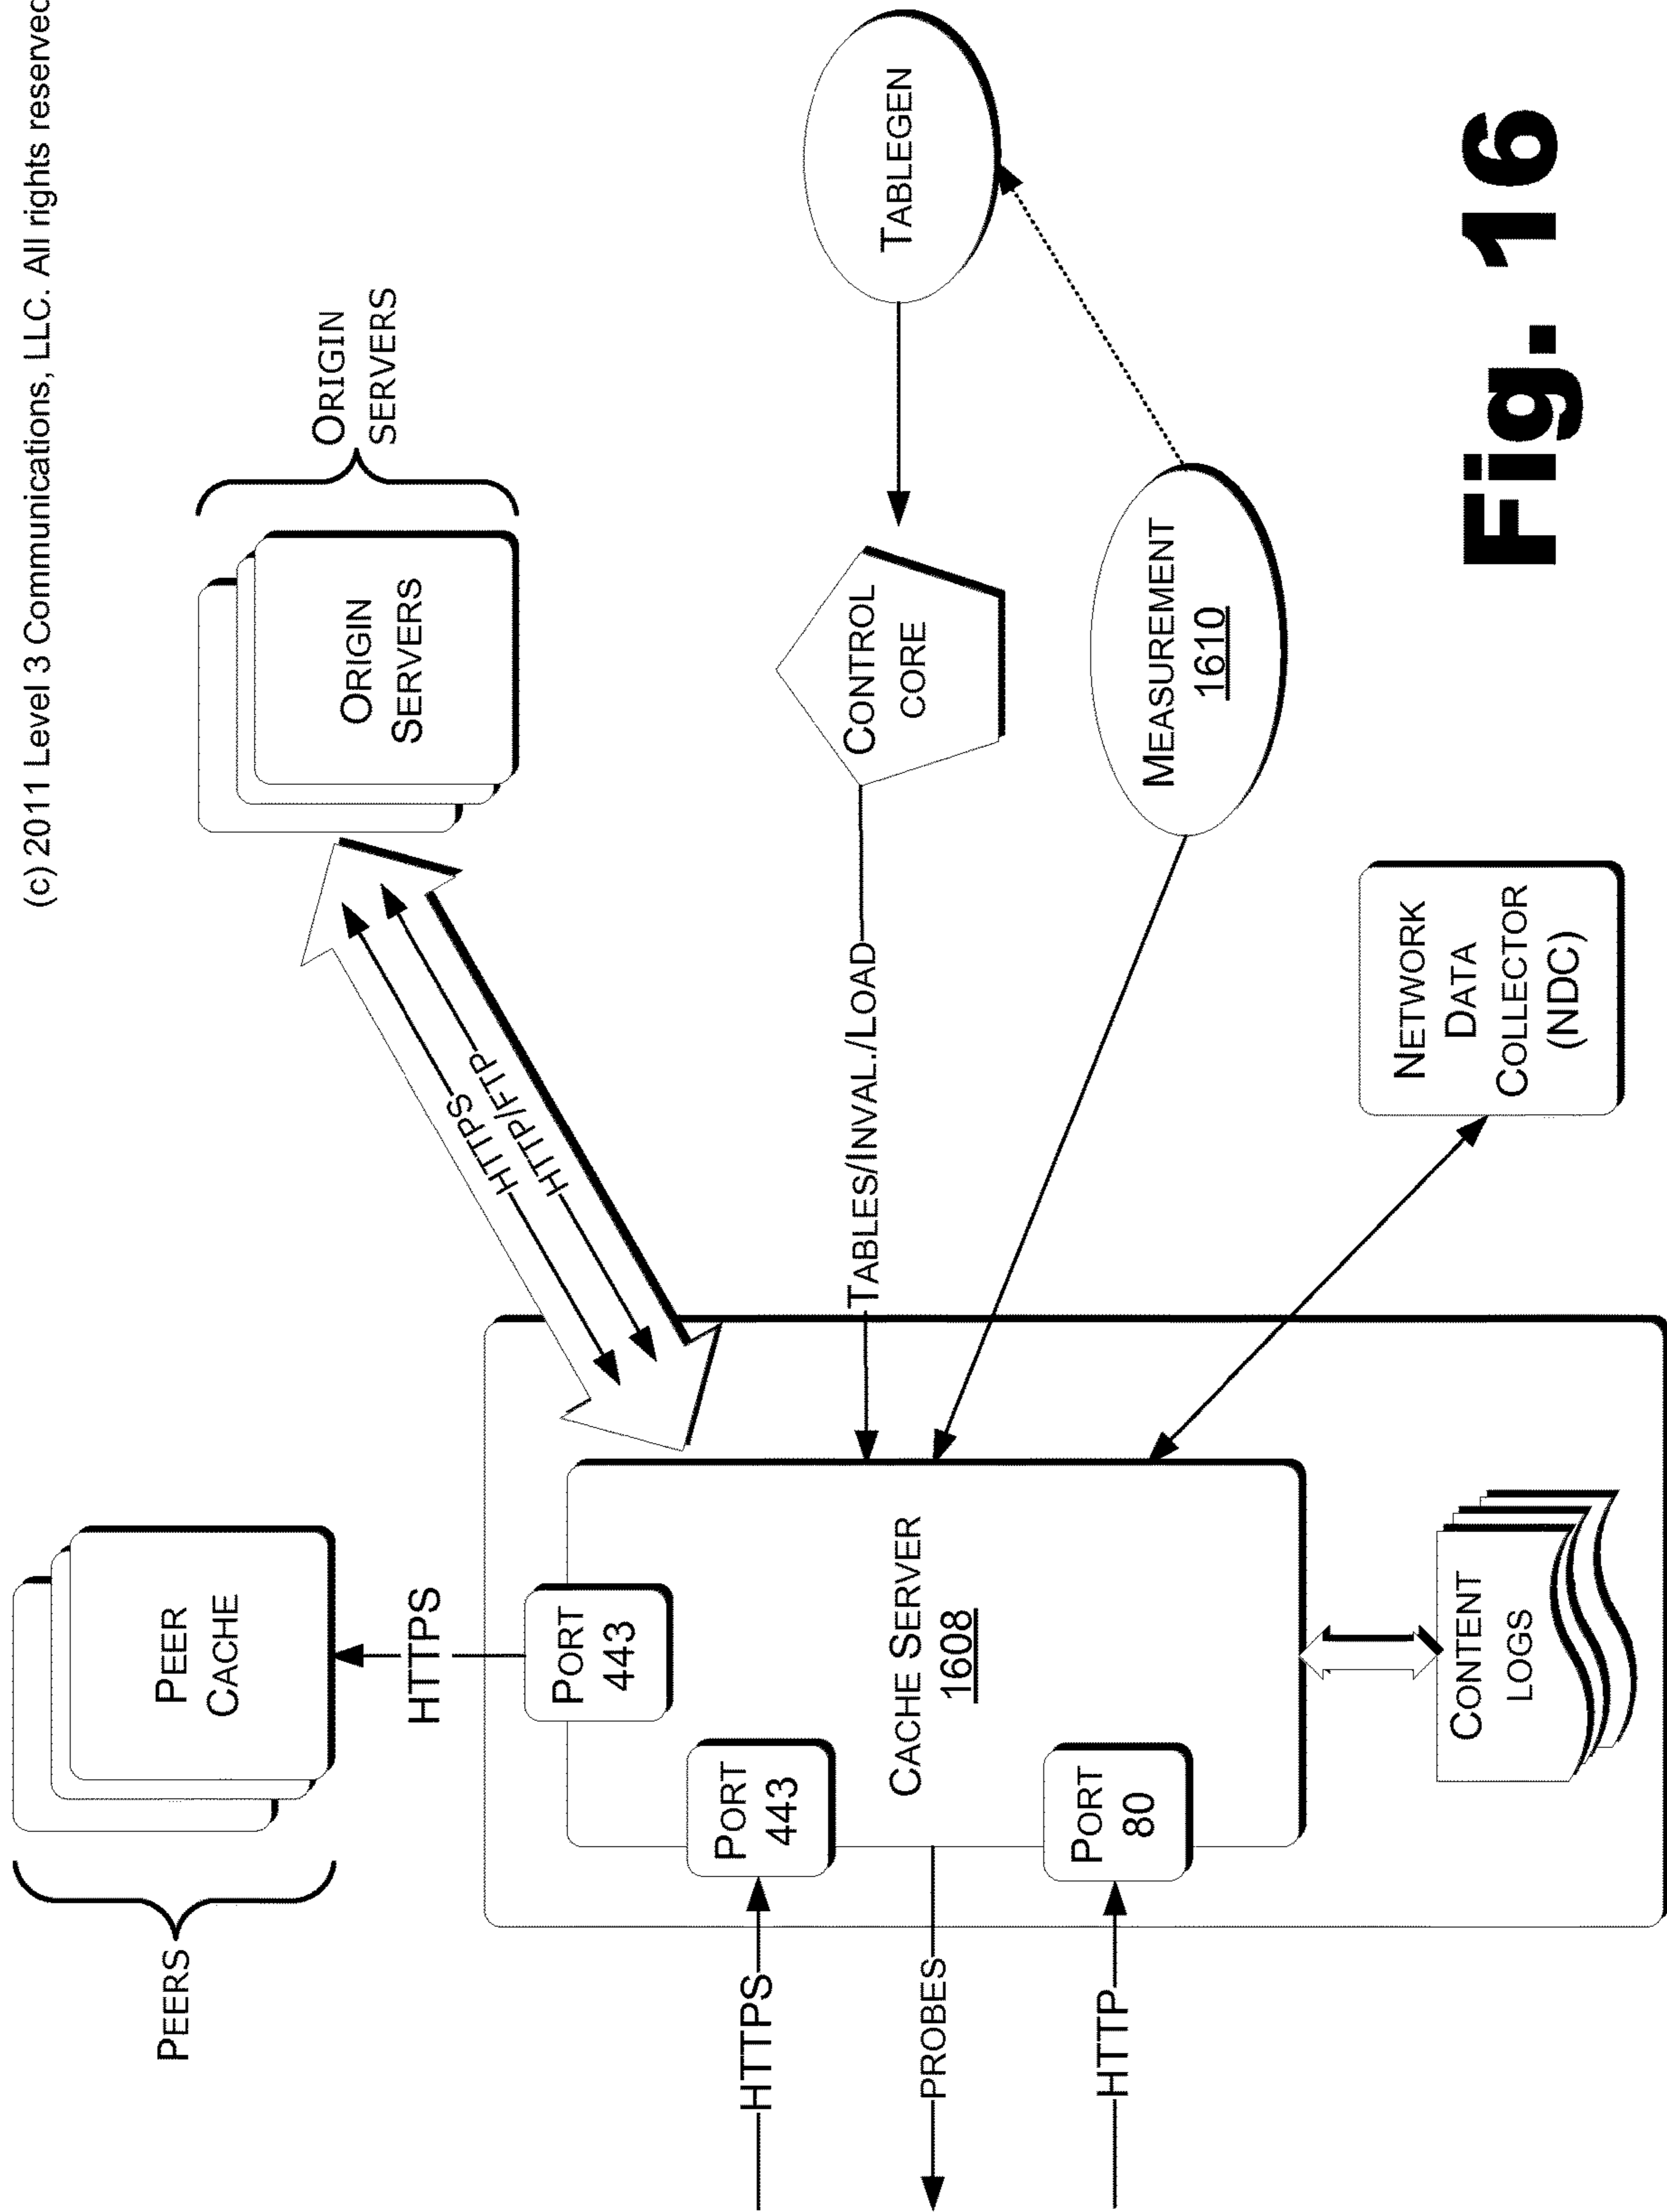 (c) 2011 Level 3 Communications, LLC. All rights reserved
PEERS
PEER
CACHE
HTTPS
ORIGIN
SERVERS
ORIGIN
SERVERS
HTTPS
HTTP/FTP
HTTPS
PORT
443
PORT
443
PROBES
CACHE SERVER
1608
HTTP
PORT
80
TABLES/INVAL./LOAD
CONTROL
CORE
TABLEGEN
MEASUREMENT
1610
CONTENT
LOGS
NETWORK
DATA
COLLECTOR
(NDC)
Fig. 16